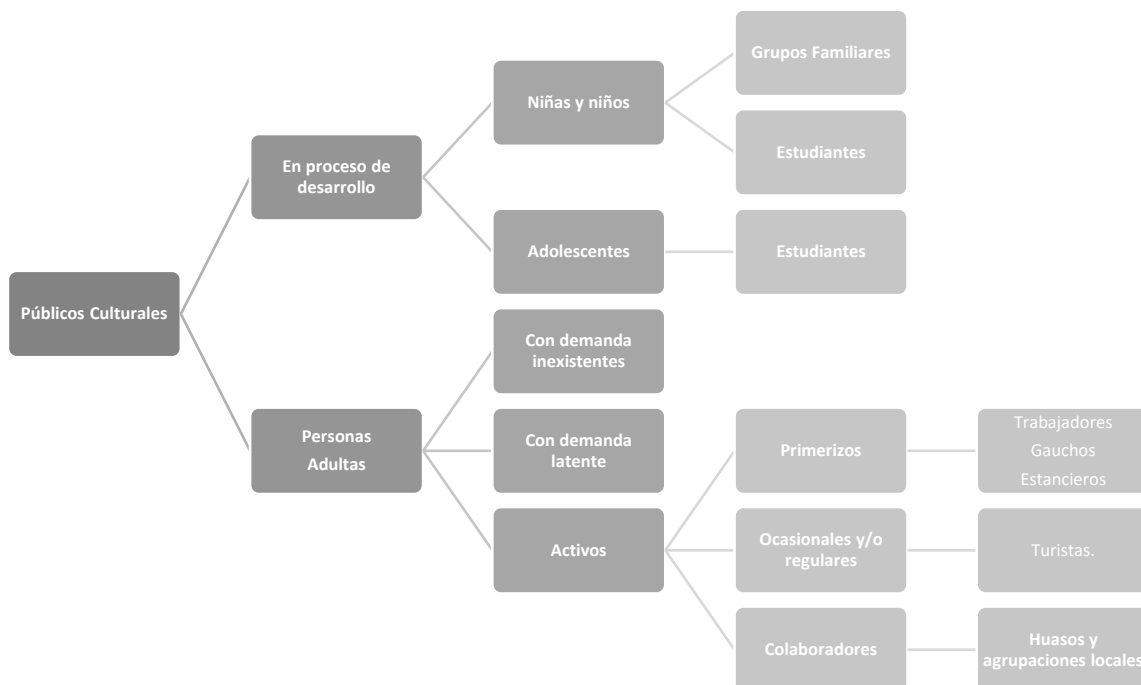 Grupos Familiares
Niñas y niños
Estudiantes
En proceso de
desarrollo
Adolescentes
Estudiantes
Públicos Culturales
Con demanda
inexistentes
Personas
Adultas
Con demanda
latente
Primerizos
Trabajadores
Gauchos
Estancieros
Activos
Ocasionales y/o
regulares
Turistas.
Colaboradores
Huasos y
agrupaciones locales